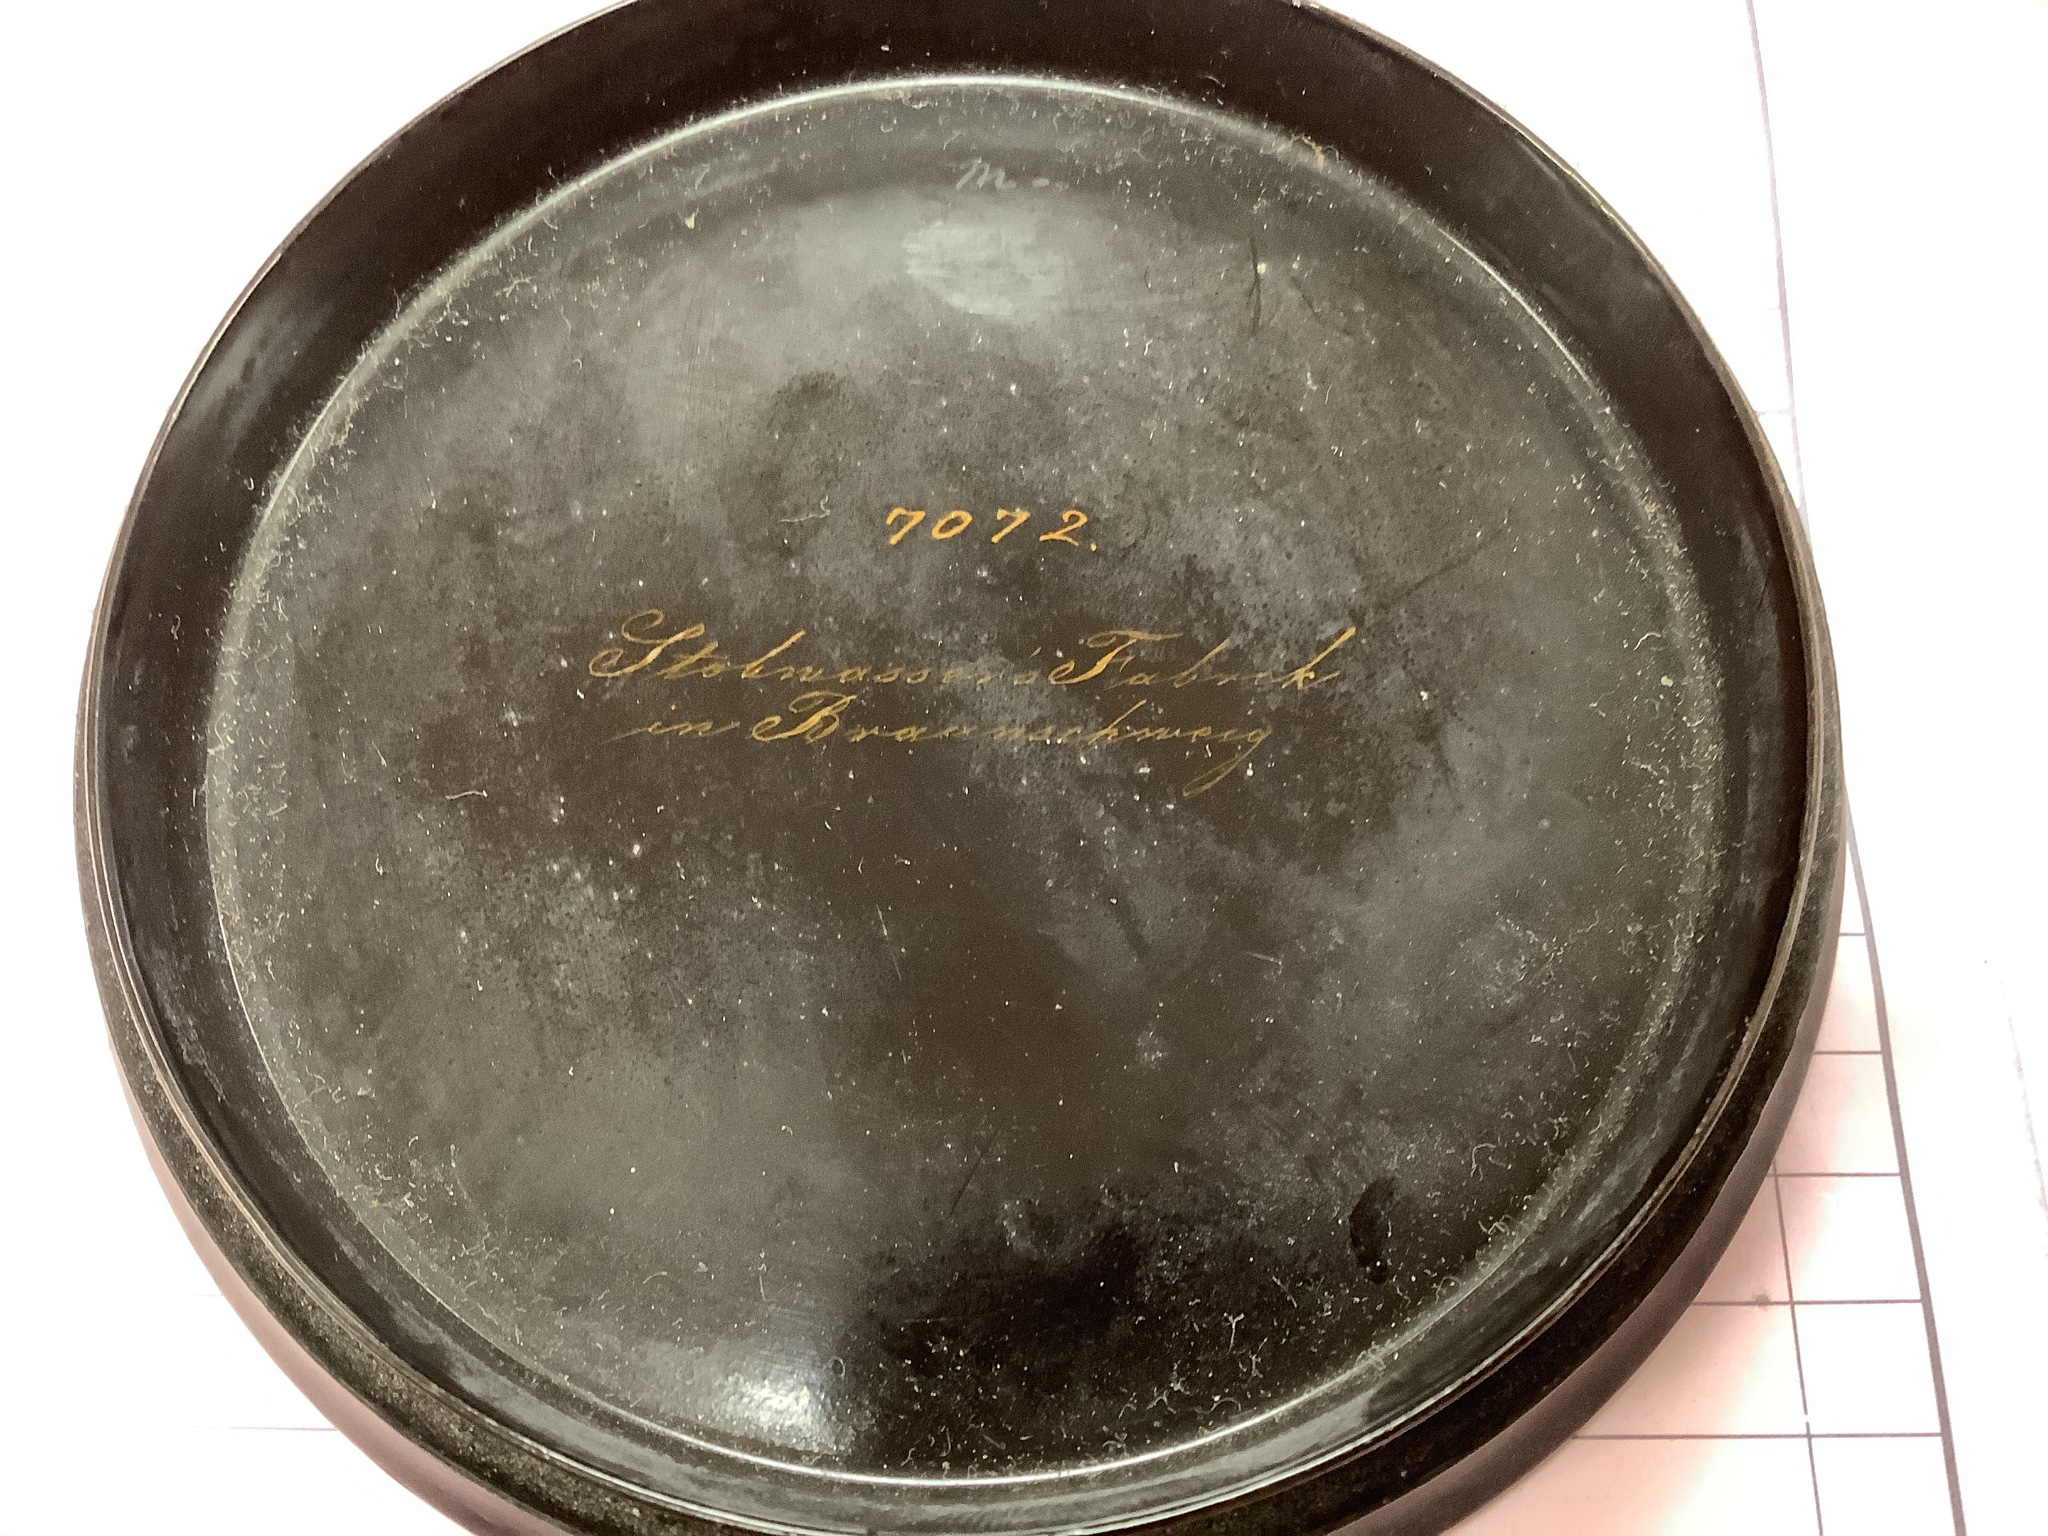 m
7072.
Stobwasser's Fabrik
in Braunschweig